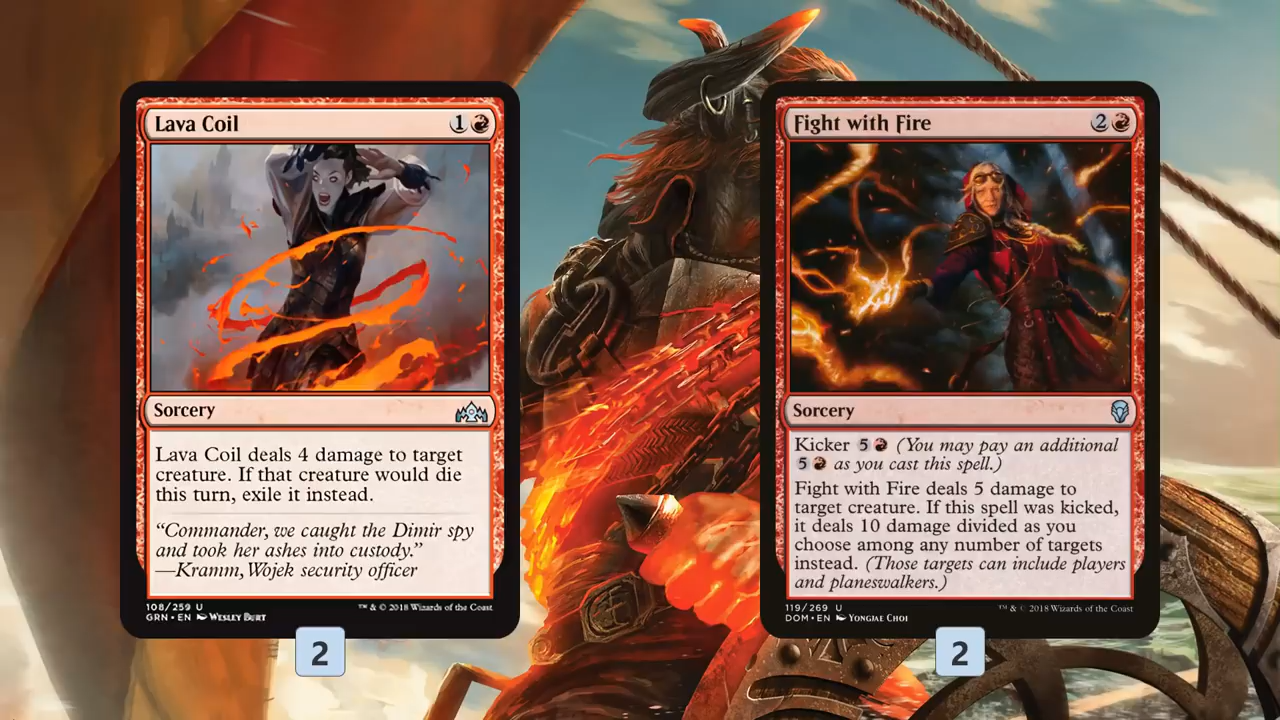 Lava Coil
1
Sorcery
Lava Coil deals 4 damage to target
creature. If that creature would die
this turn, exile it instead.
“Commander, we caught the Dimir spy
and took her ashes into custody.”
—Kramm, Wojek security officer
108/259 U
GRN • EN Wesley Burt
™ & © 2018 Wizards of the Coast
2
Fight with Fire
2
Sorcery
Kicker 5 (You may pay an additional
5 as you cast this spell.)
Fight with Fire deals 5 damage to
target creature. If this spell was kicked,
it deals 10 damage divided as you
choose among any number of targets
instead. (Those targets can include players
and planeswalkers.)
119/269 U
DOM • EN Yongjae Choi
™ & © 2018 Wizards of the Coast
2